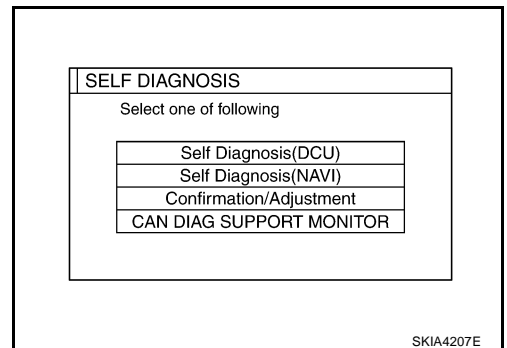 SELF DIAGNOSIS
Select one of following
Self Diagnosis(DCU)
Self Diagnosis(NAVI)
Confirmation/Adjustment
CAN DIAG SUPPORT MONITOR
SKIA4207E